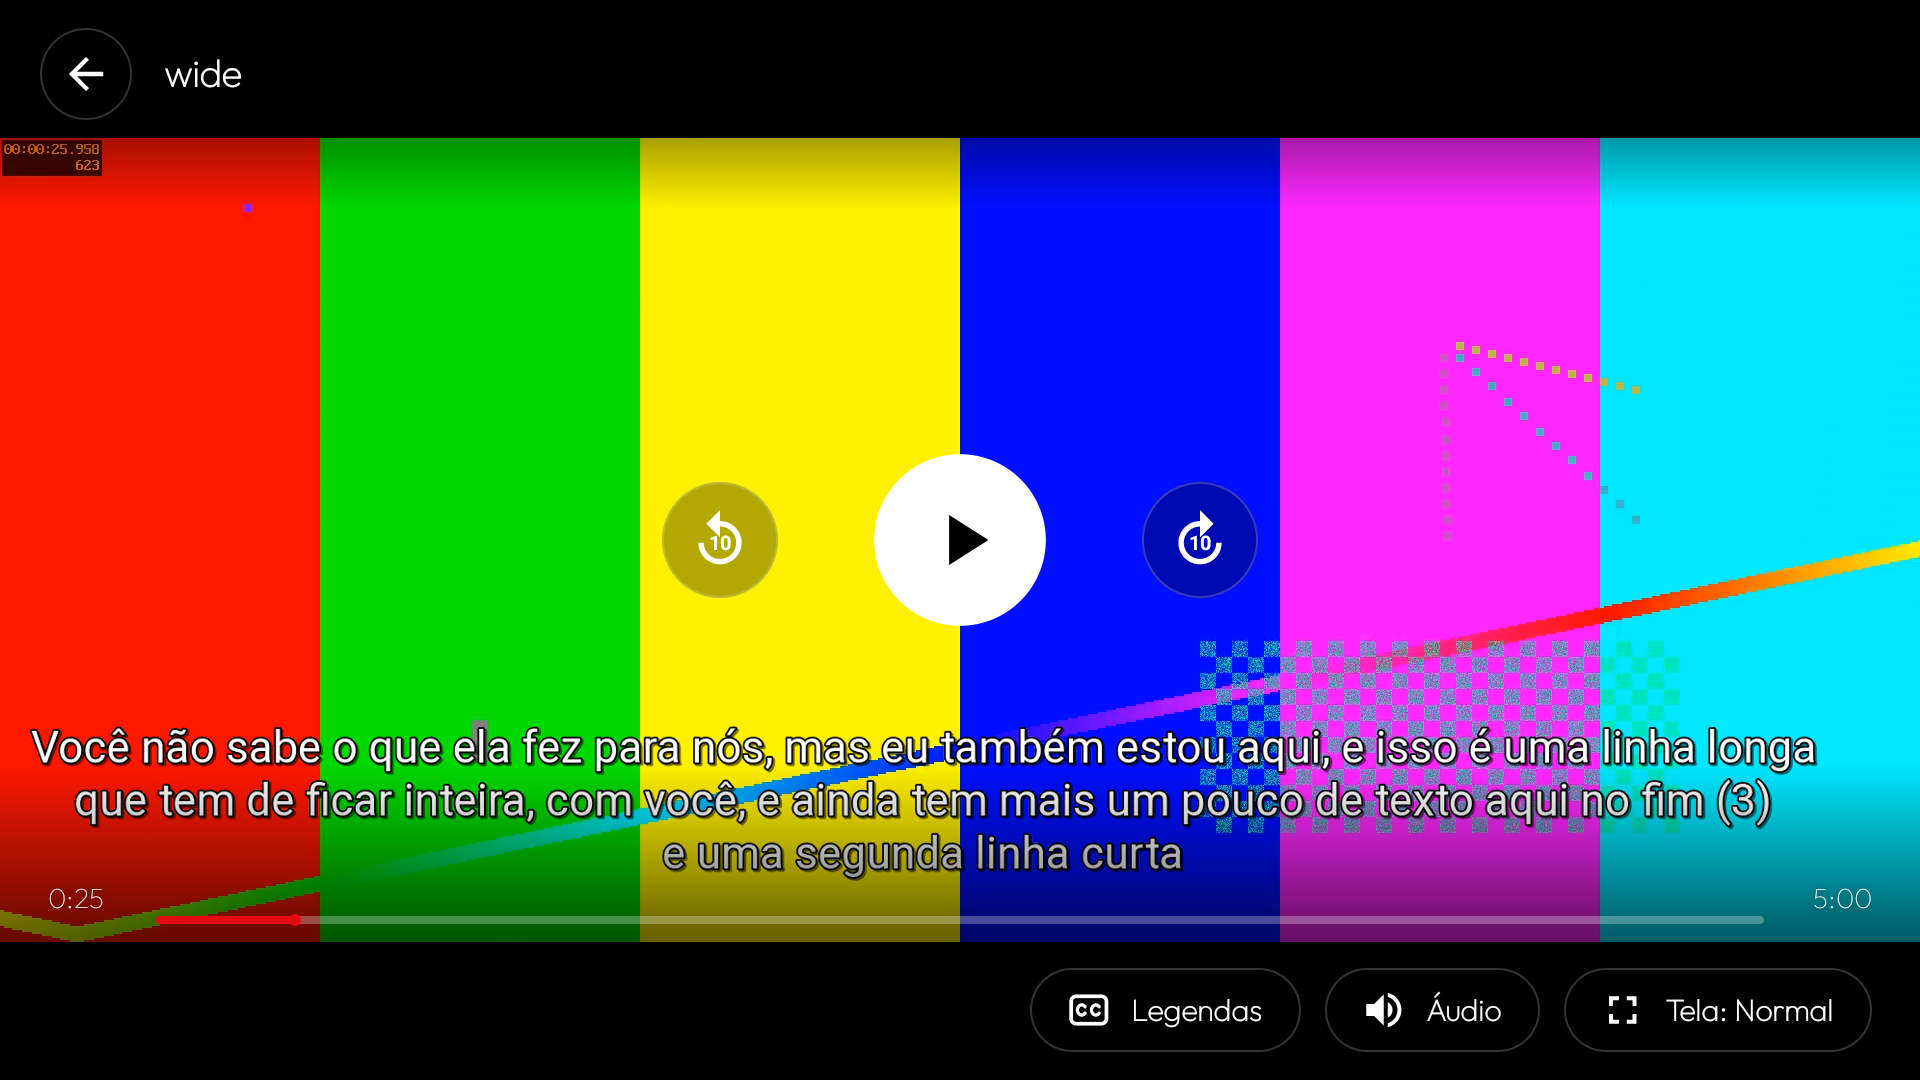 wide
00:00:25.958
623
10
10
Você não sabe o que ela fez para nós, mas eu também estou aqui, e isso é uma linha longa
que tem de ficar inteira, com você, e ainda tem mais um pouco de texto aqui no fim (3)
e uma segunda linha curta
0:25
5:00
CC Legendas
Áudio
Tela: Normal